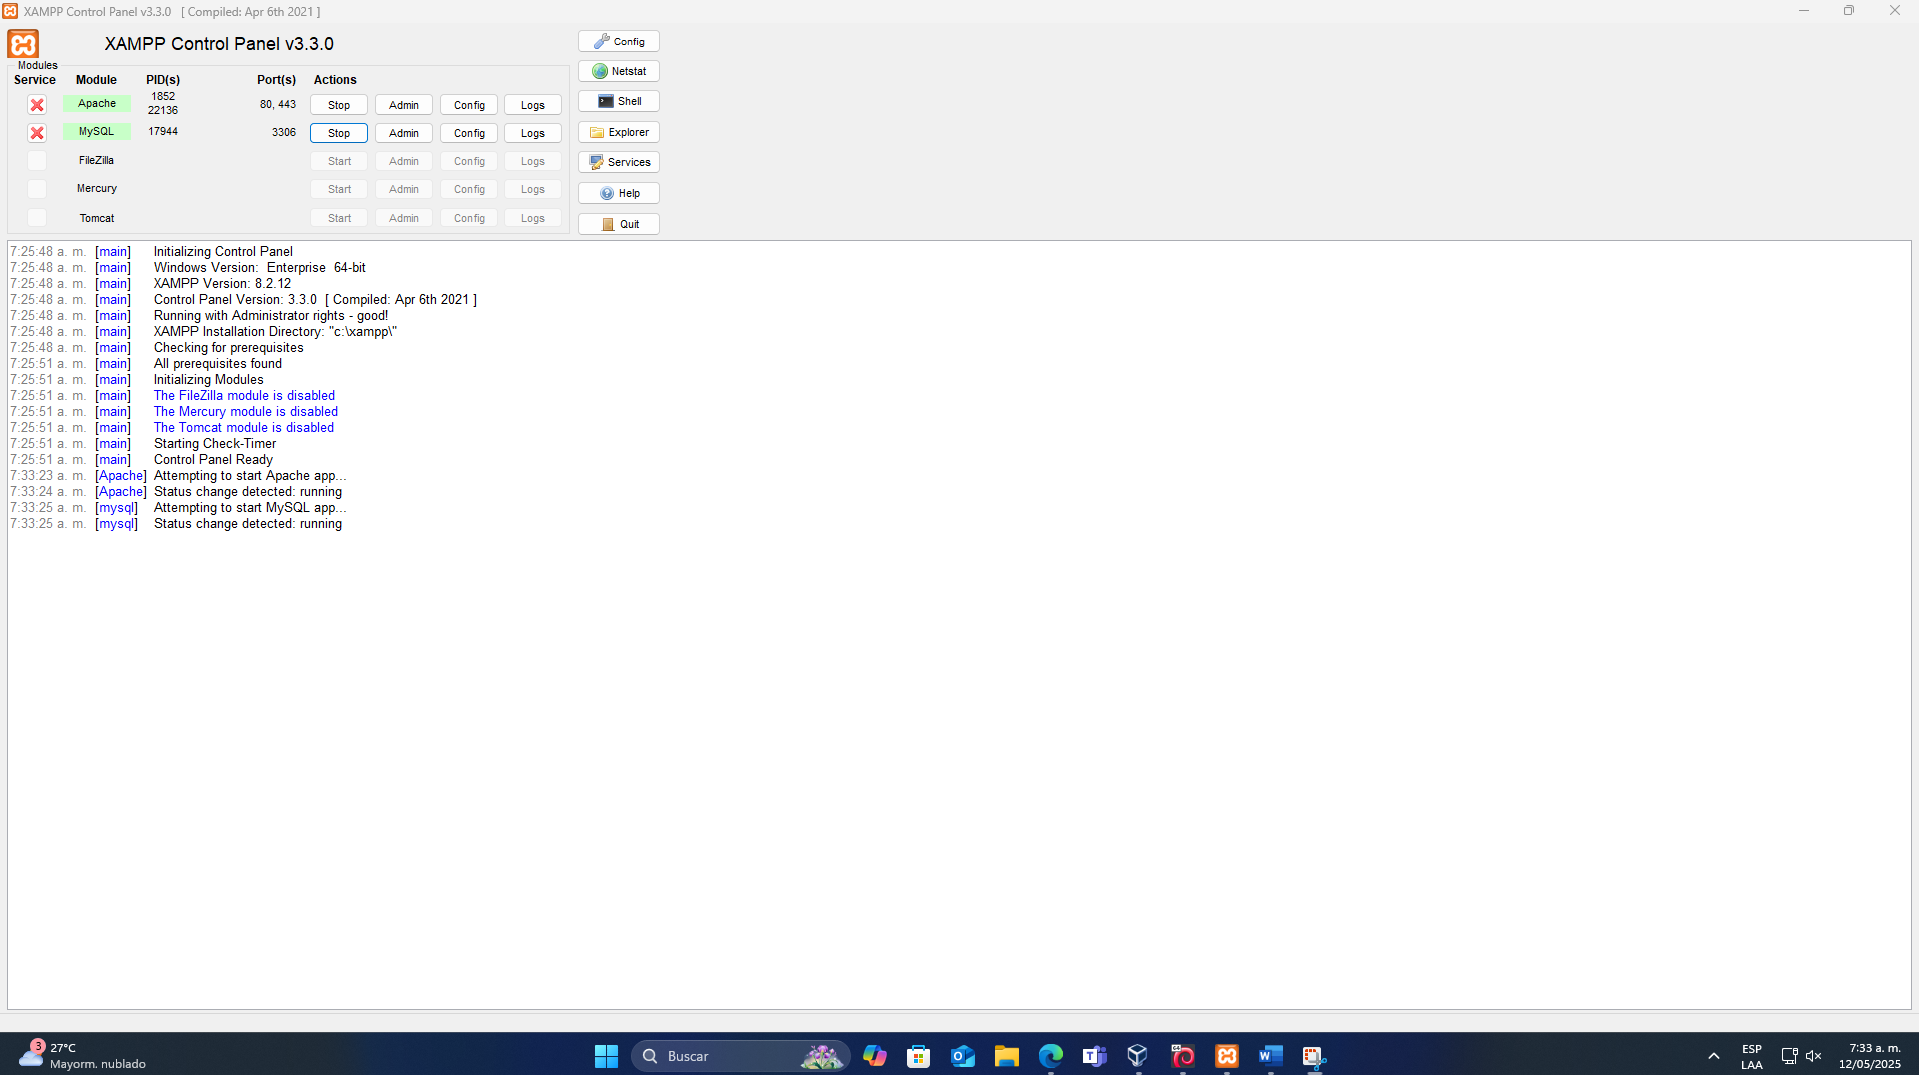 XAMPP Control Panel v3.3.0 [ Compiled: Apr 6th 2021 ]
XAMPP Control Panel v3.3.0
Modules
Service Module PID(s) Port(s) Actions
Apache 1852 22136 80, 443 Stop Admin Config Logs
MySQL 17944 3306 Stop Admin Config Logs
FileZilla Start Admin Config Logs
Mercury Start Admin Config Logs
Tomcat Start Admin Config Logs
Config
Netstat
Shell
Explorer
Services
Help
Quit
7:25:48 a. m. [main] Initializing Control Panel
7:25:48 a. m. [main] Windows Version: Enterprise 64-bit
7:25:48 a. m. [main] XAMPP Version: 8.2.12
7:25:48 a. m. [main] Control Panel Version: 3.3.0 [ Compiled: Apr 6th 2021 ]
7:25:48 a. m. [main] Running with Administrator rights - good!
7:25:48 a. m. [main] XAMPP Installation Directory: "c:\xampp\"
7:25:48 a. m. [main] Checking for prerequisites
7:25:51 a. m. [main] All prerequisites found
7:25:51 a. m. [main] Initializing Modules
7:25:51 a. m. [main] The FileZilla module is disabled
7:25:51 a. m. [main] The Mercury module is disabled
7:25:51 a. m. [main] The Tomcat module is disabled
7:25:51 a. m. [main] Starting Check-Timer
7:25:51 a. m. [main] Control Panel Ready
7:33:23 a. m. [Apache] Attempting to start Apache app...
7:33:24 a. m. [Apache] Status change detected: running
7:33:25 a. m. [mysql] Attempting to start MySQL app...
7:33:25 a. m. [mysql] Status change detected: running
3
27°C
Mayorm. nublado
Buscar
ESP
LAA
7:33 a. m.
12/05/2025